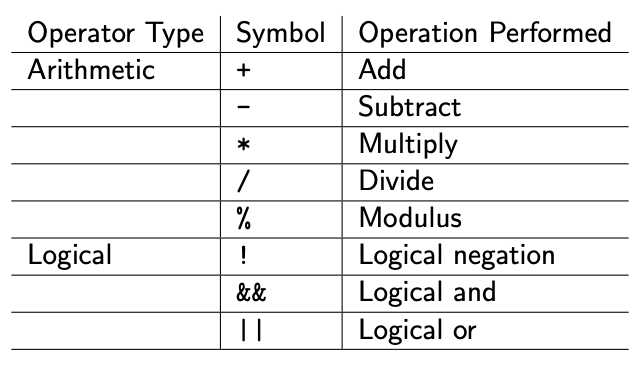 Operator Type Symbol Operation Performed
Arithmetic + Add
- Subtract
* Multiply
/ Divide
% Modulus
Logical ! Logical negation
&& Logical and
|| Logical or